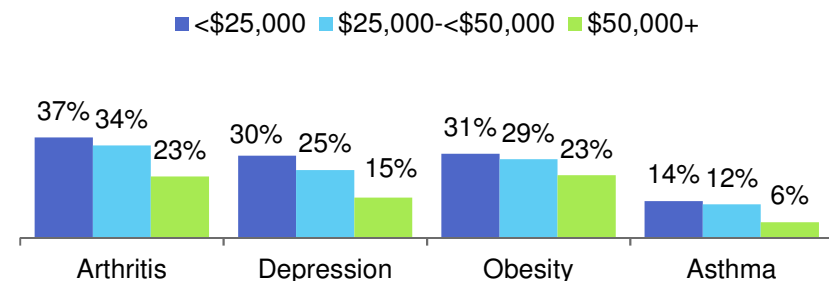 <$25,000 $25,000-<$50,000 $50,000+
37% 34% 23% 30% 25% 15% 31% 29% 23% 14% 12% 6%
Arthritis Depression Obesity Asthma